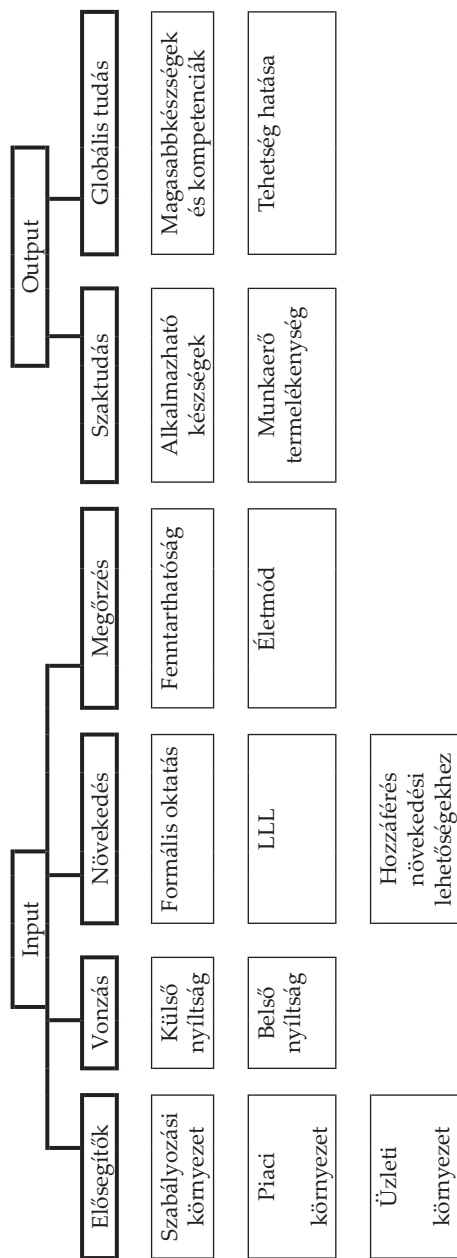 Input
Output
Elősegítők
Vonzás
Növekedés
Megőrzés
Szaktudás
Globális tudás
Szabályozási
környezet
Külső
nyíltság
Formális oktatás
Fenntarthatóság
Alkalmazható
készségek
Magasabbkészségek
és kompetenciák
Piaci
környezet
Belső
nyíltság
LLL
Életmód
Munkaerő
termelékenység
Tehetség hatása
Üzleti
környezet
Hozzáférés
növekedési
lehetőségekhez